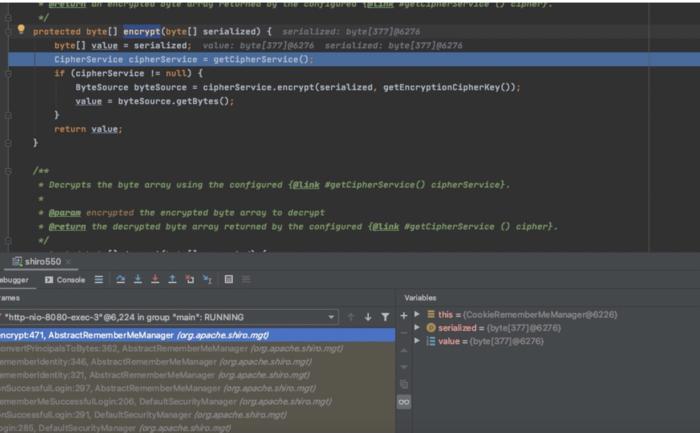 * @return an encrypted byte array returned by the configured {@link #getCipherService () cipher}.
*/
protected byte[] encrypt(byte[] serialized) { serialized: byte[377]@6276
byte[] value = serialized; value: byte[377]@6276 serialized: byte[377]@6276
CipherService cipherService = getCipherService();
if (cipherService != null) {
ByteSource byteSource = cipherService.encrypt(serialized, getEncryptionCipherKey());
value = byteSource.getBytes();
}
return value;
}
/**
* Decrypts the byte array using the configured {@link #getCipherService() cipherService}.
*
* @param encrypted the encrypted byte array to decrypt
* @return the decrypted byte array returned by the configured {@link #getCipherService () cipher}.
*/
shiro550 ×
ebugger Console
ames Variables
"http-nio-8080-exec-3"@6,224 in group "main": RUNNING
this = {CookieRememberMeManager@6226}
ncrypt:471, AbstractRememberMeManager (org.apache.shiro.mgt)
serialized = {byte[377]@6276}
onvertPrincipalsToBytes:362, AbstractRememberMeManager (org.apache.shiro.mgt)
value = {byte[377]@6276}
ememberIdentity:346, AbstractRememberMeManager (org.apache.shiro.mgt)
ememberIdentity:321, AbstractRememberMeManager (org.apache.shiro.mgt)
nSuccessfulLogin:297, AbstractRememberMeManager (org.apache.shiro.mgt)
ememberMeSuccessfulLogin:206, DefaultSecurityManager (org.apache.shiro.mgt)
nSuccessfulLogin:291, DefaultSecurityManager (org.apache.shiro.mgt)
ogin:285, DefaultSecurityManager (org.apache.shiro.mgt)